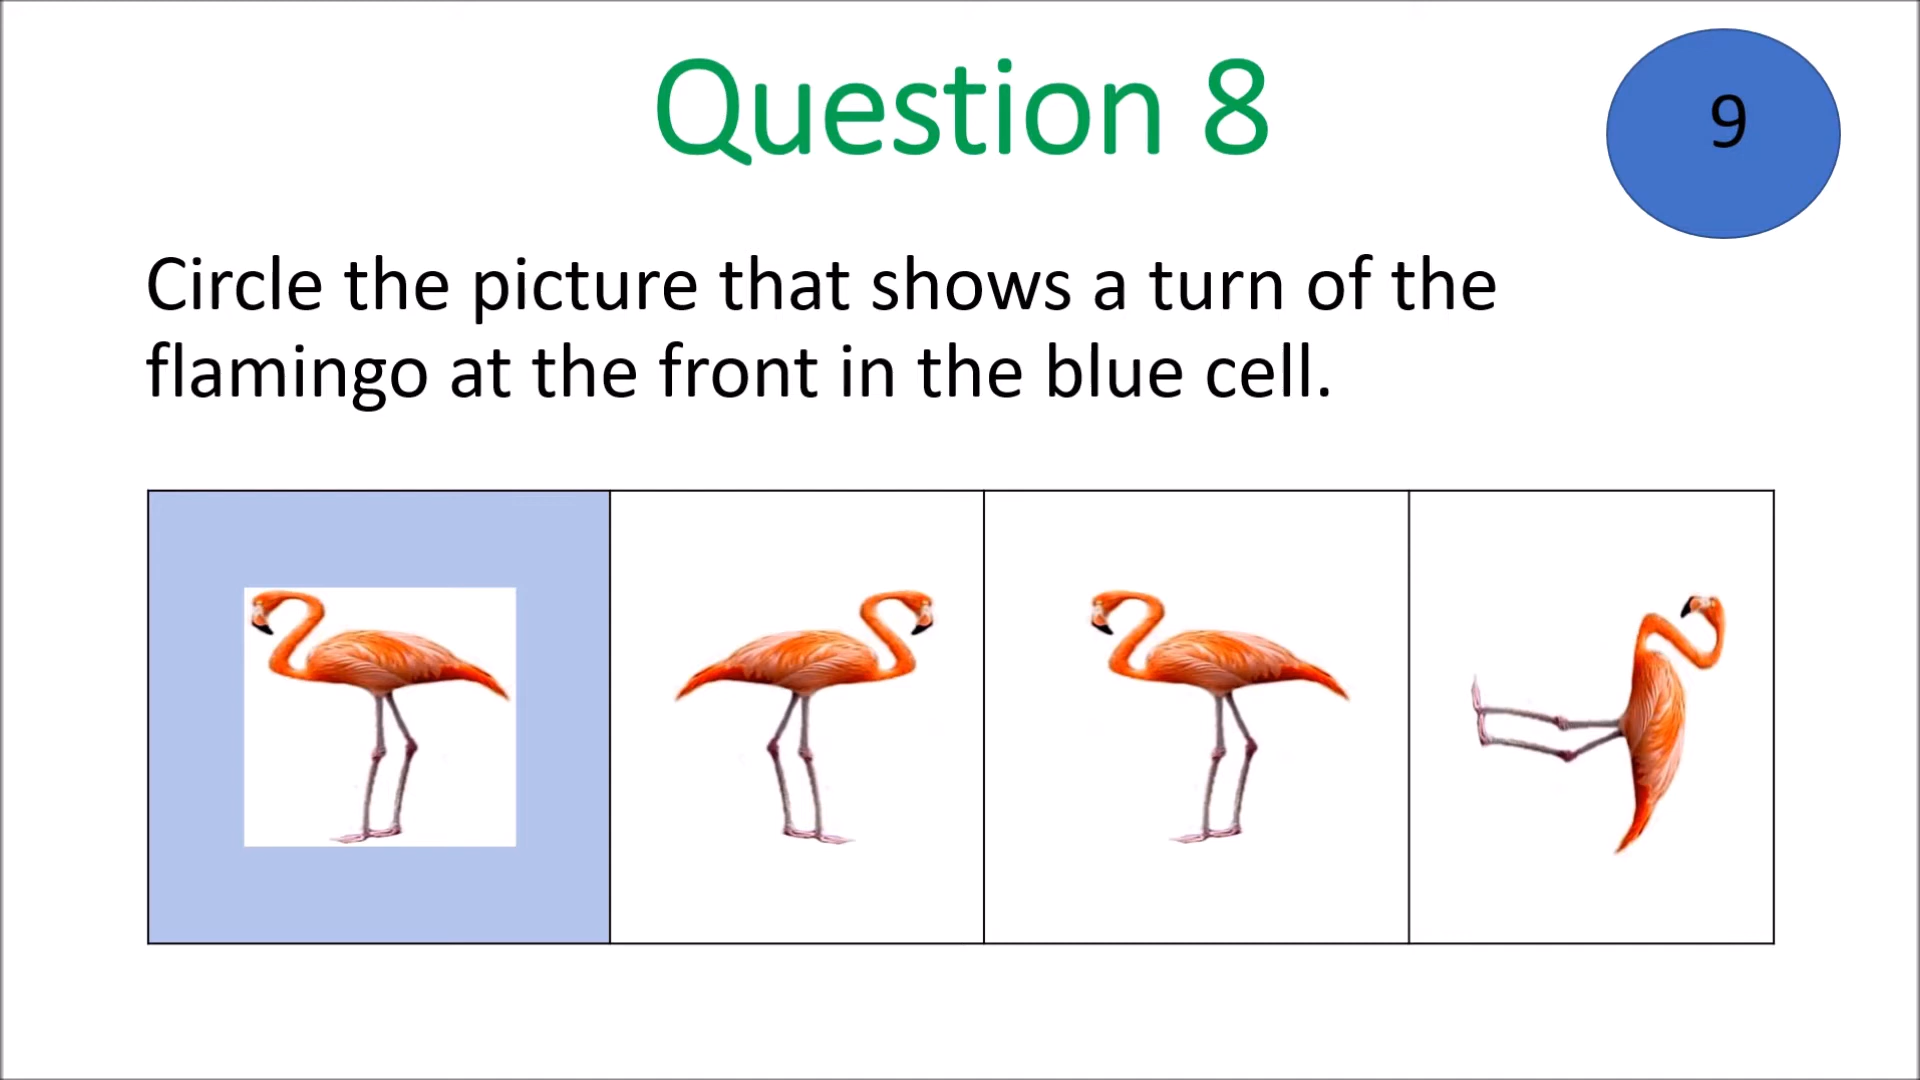 Question 8
9
Circle the picture that shows a turn of the
flamingo at the front in the blue cell.